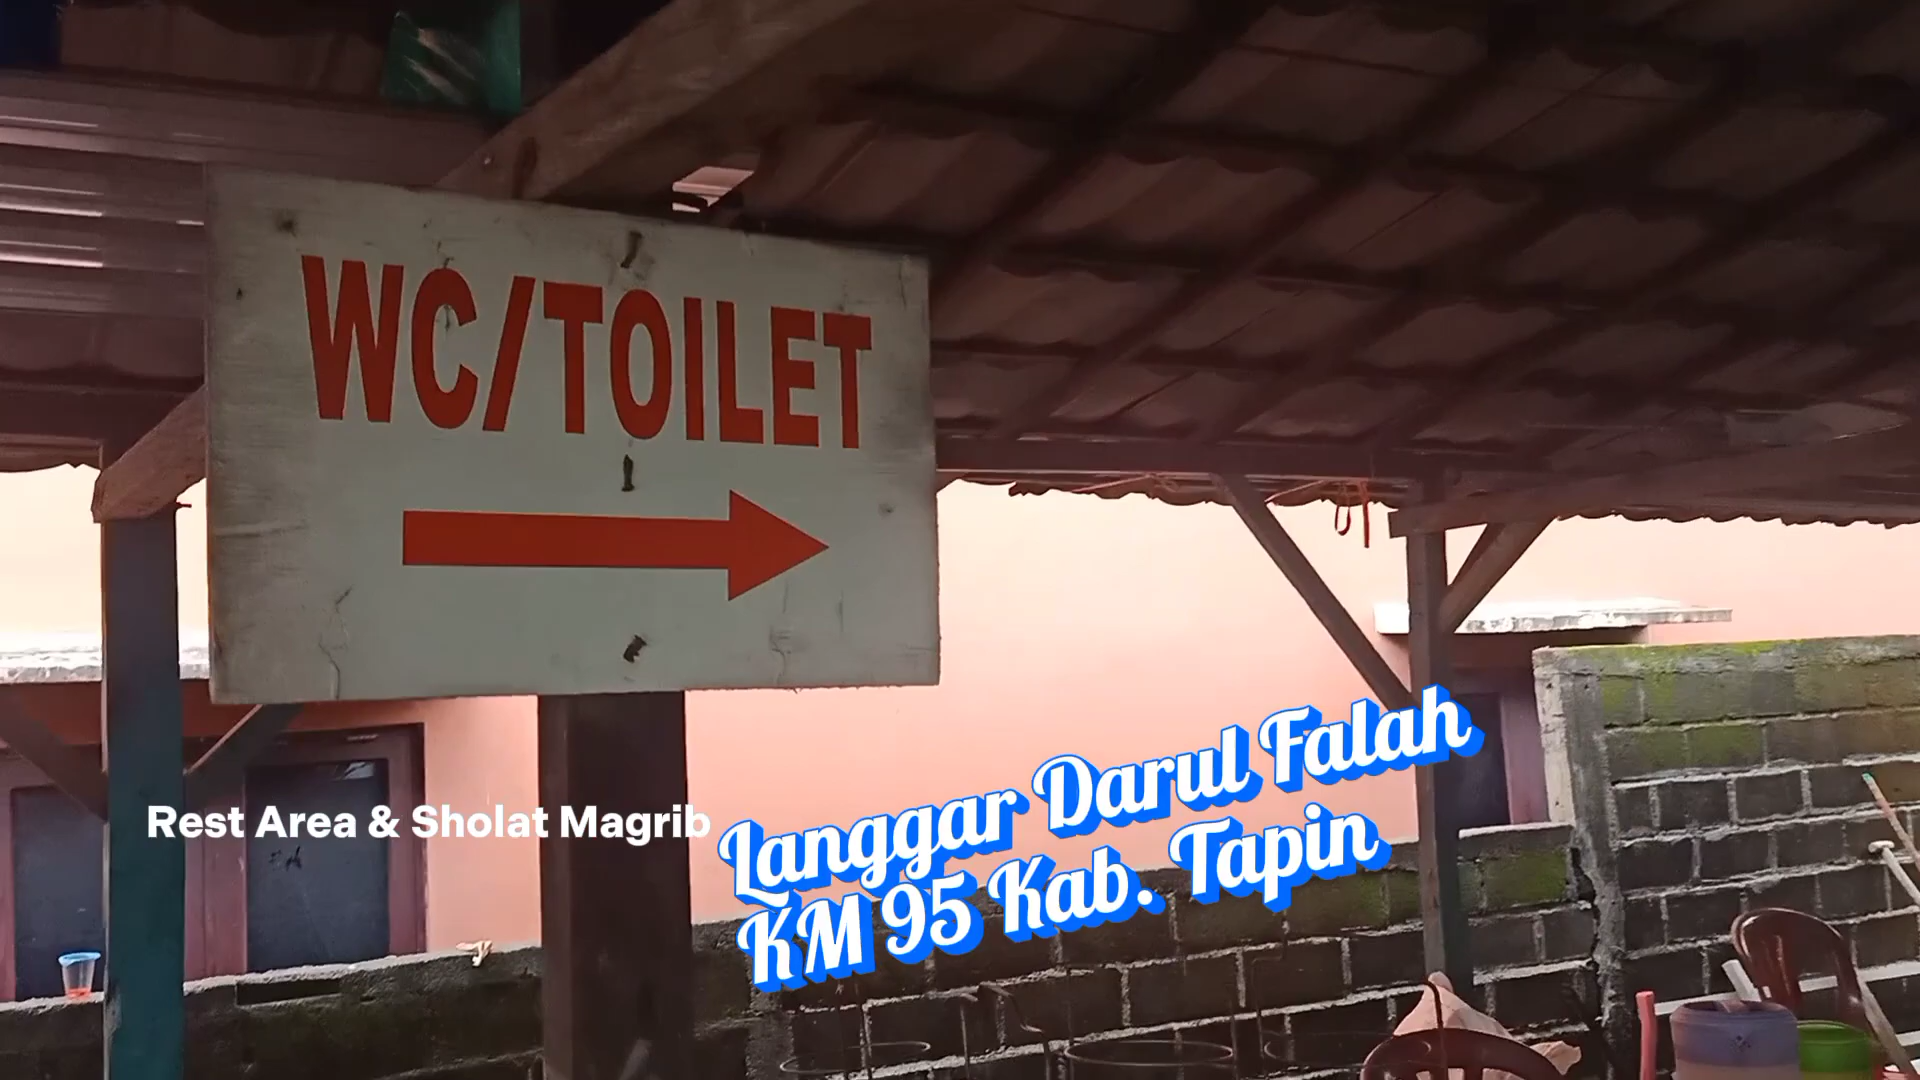 WC/TOILET
Rest Area & Sholat Magrib
Langgar Darul Falah
KM 95 Kab. Tapin